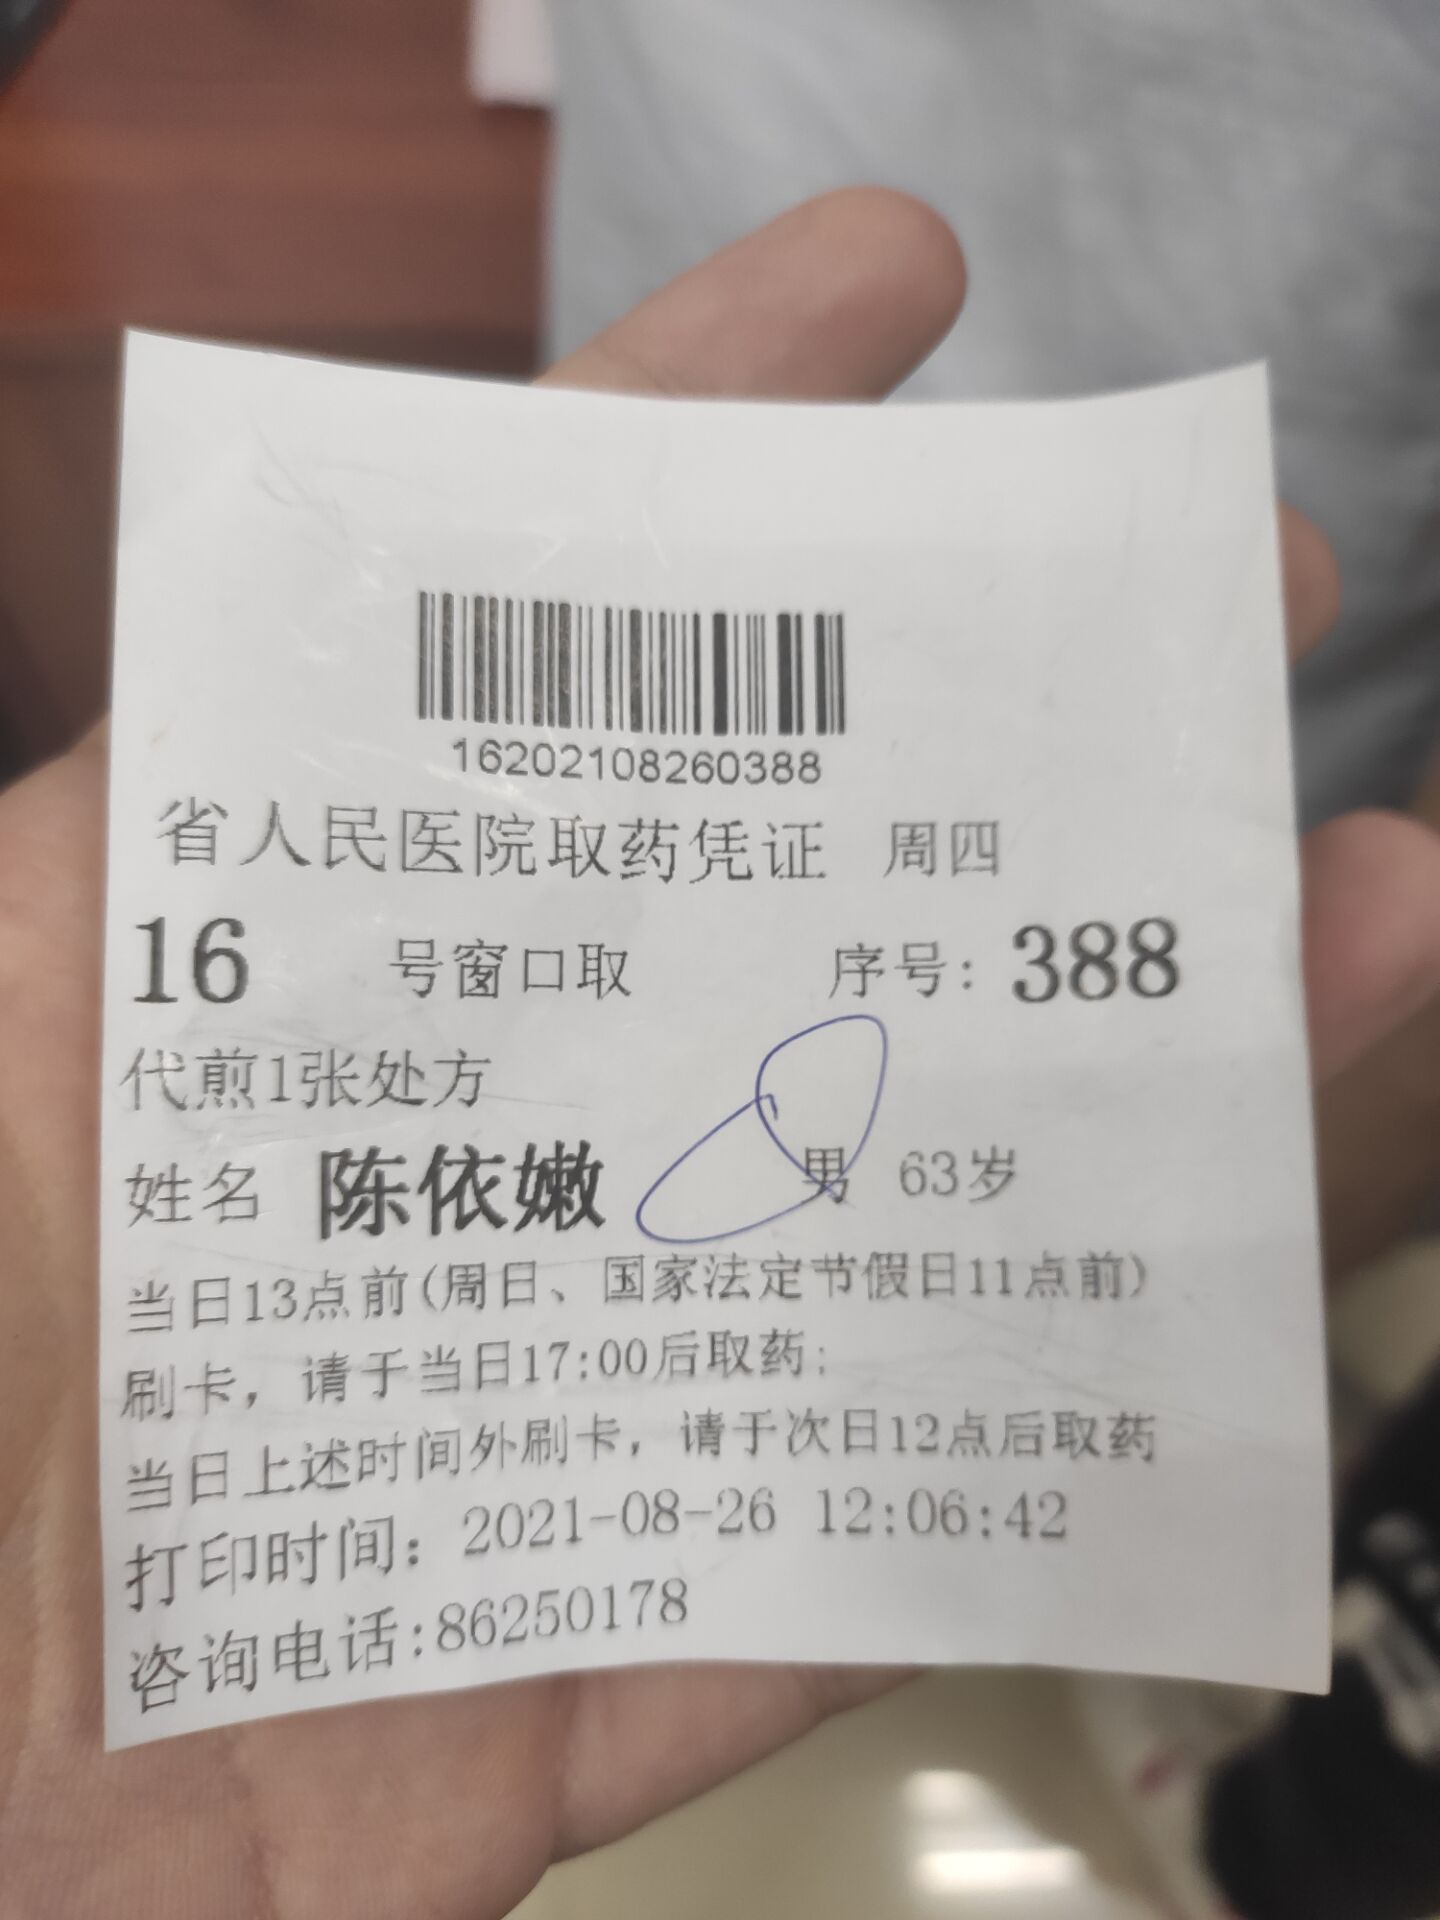 16202108260388
省人民医院取药凭证 周四
16 号窗口取 序号: 388
代煎1张处方
姓名 陈依嫩 男 63岁
当日13点前(周日、国家法定节假日11点前)
刷卡，请于当日17:00后取药;
当日上述时间外刷卡，请于次日12点后取药
打印时间：2021-08-26 12:06:42
咨询电话:86250178